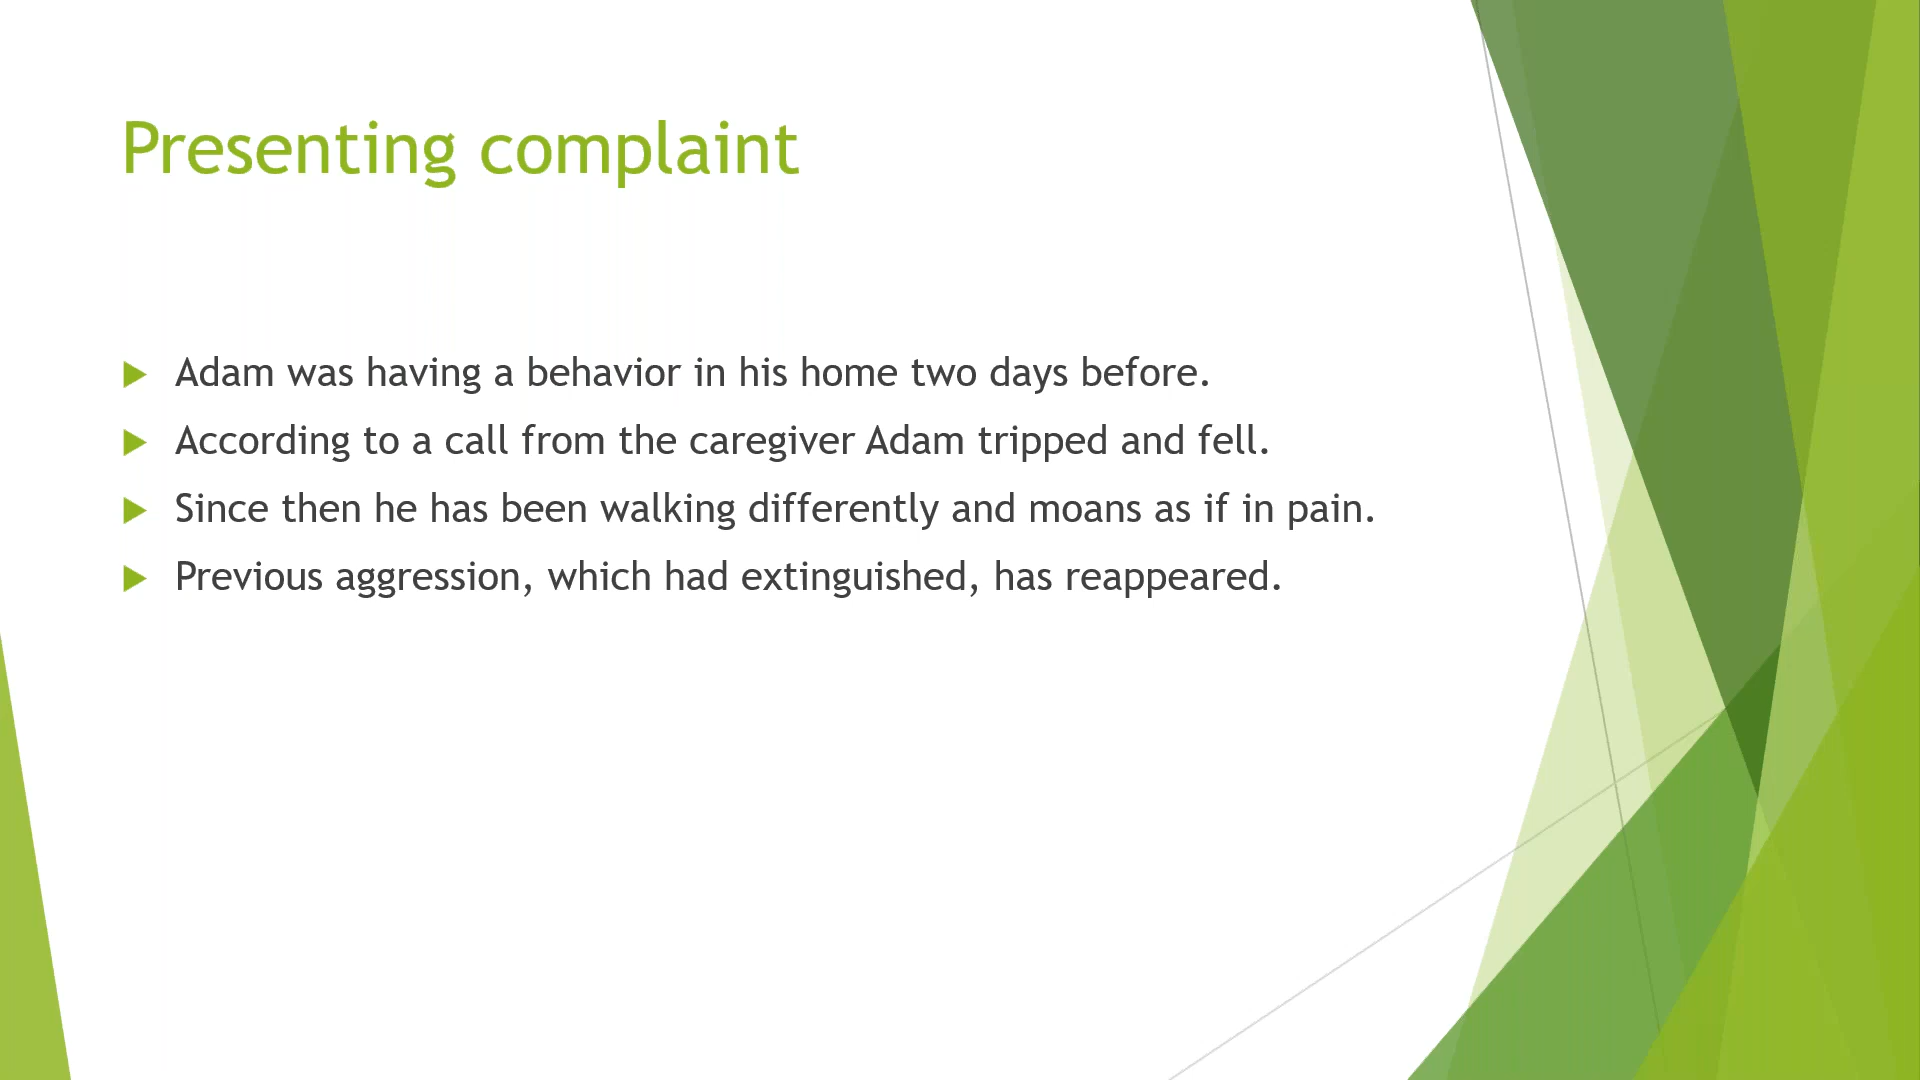 Presenting complaint
Adam was having a behavior in his home two days before.
According to a call from the caregiver Adam tripped and fell.
Since then he has been walking differently and moans as if in pain.
Previous aggression, which had extinguished, has reappeared.